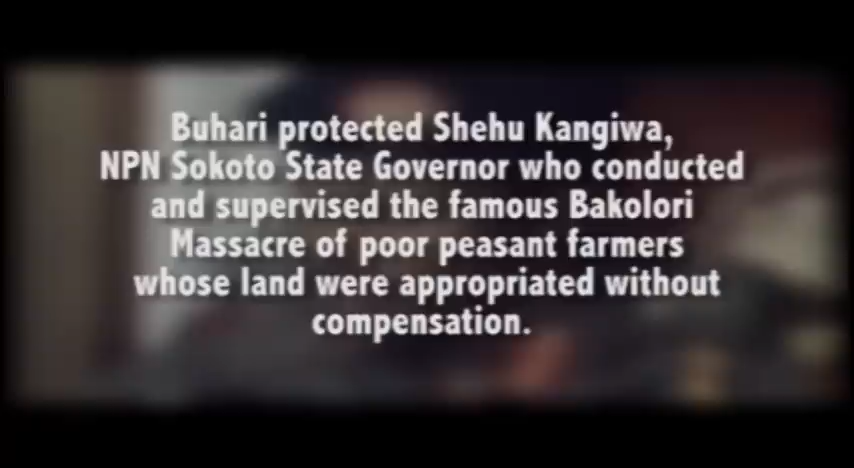 Buhari protected Shehu Kangiwa,
NPN Sokoto State Governor who conducted
and supervised the famous Bakolori
Massacre of poor peasant farmers
whose land were appropriated without
compensation.